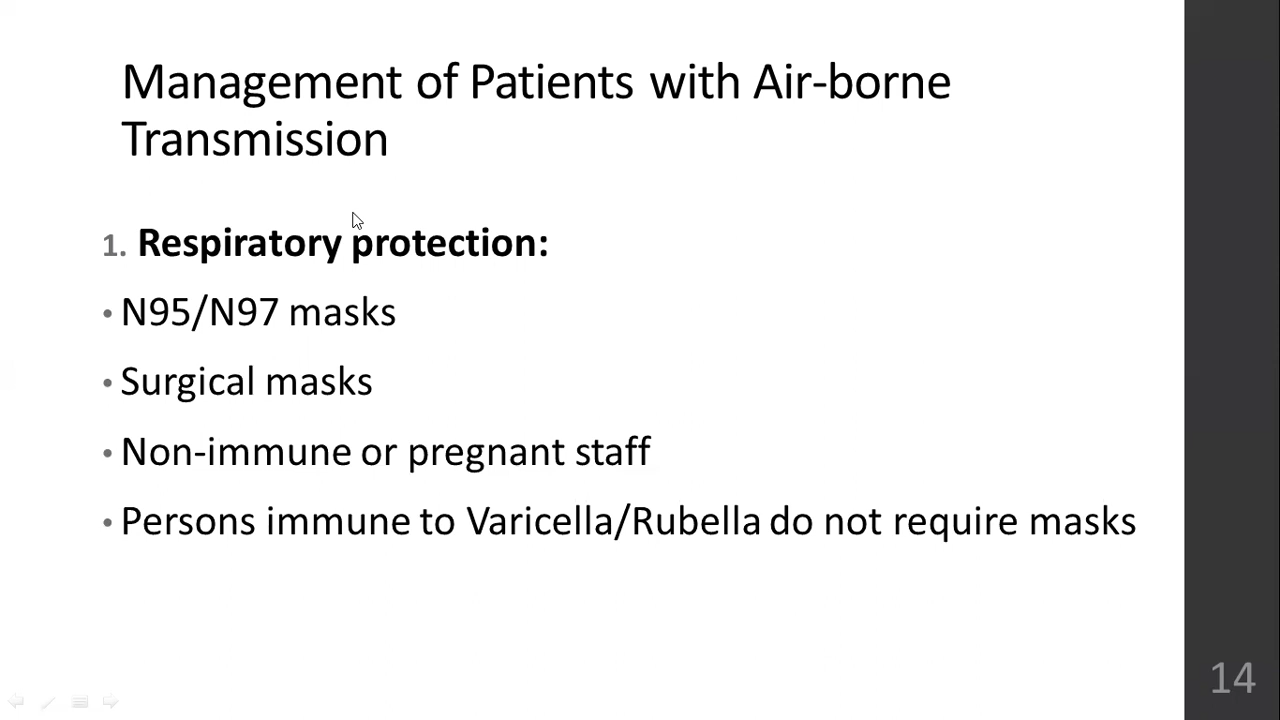 Management of Patients with Air-borne
Transmission
1. Respiratory protection:
• N95/N97 masks
• Surgical masks
• Non-immune or pregnant staff
• Persons immune to Varicella/Rubella do not require masks
14